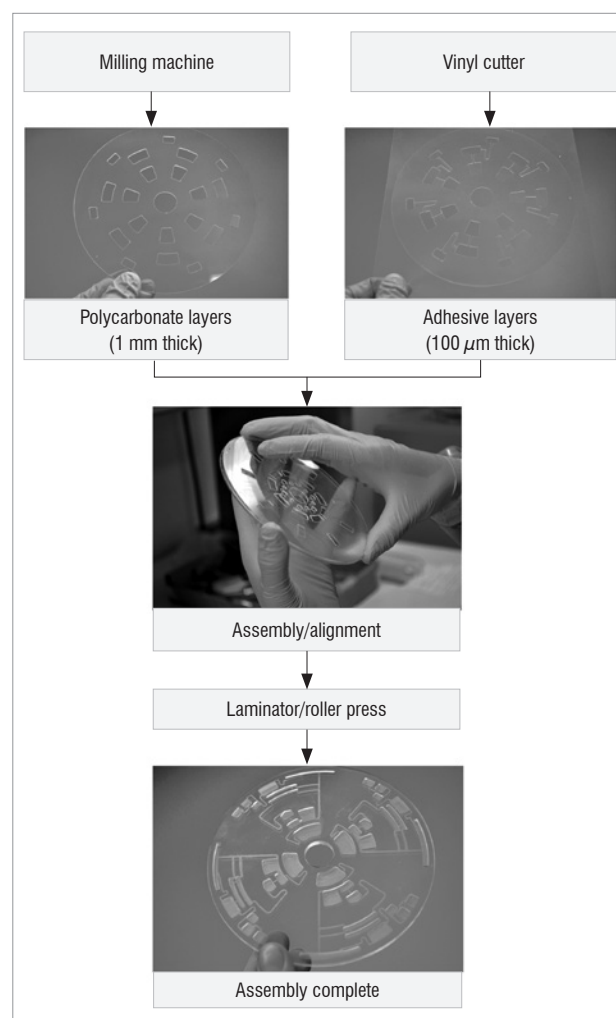 Milling machine
Vinyl cutter
Polycarbonate layers
(1 mm thick)
Adhesive layers
(100 μm thick)
Assembly/alignment
Laminator/roller press
Assembly complete